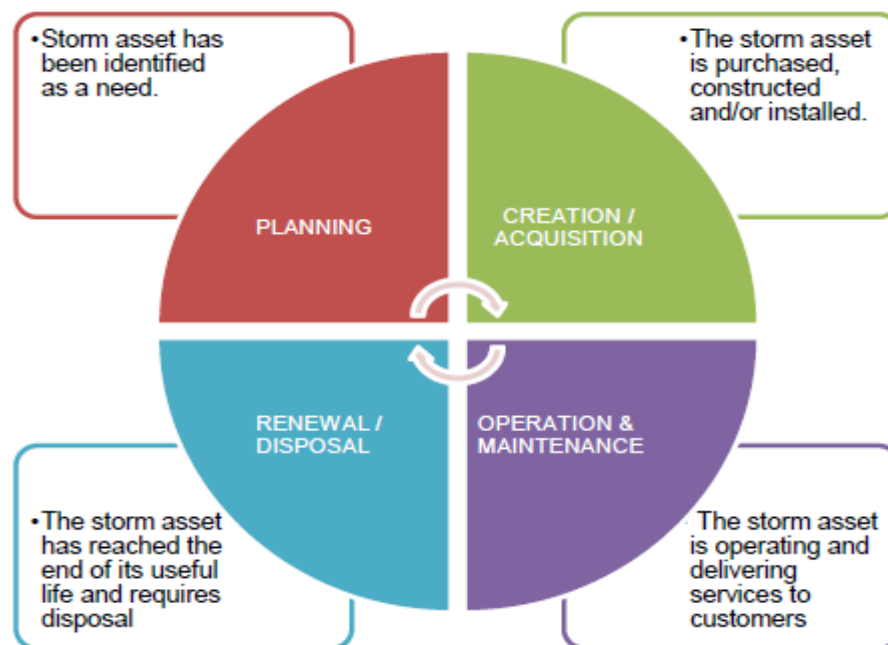 •Storm asset has
been identified
as a need.
•The storm asset
is purchased,
constructed
and/or installed.
PLANNING
CREATION /
ACQUISITION
RENEWAL /
DISPOSAL
OPERATION &
MAINTENANCE
•The storm asset
has reached the
end of its useful
life and requires
disposal
The storm asset
is operating and
delivering
services to
customers